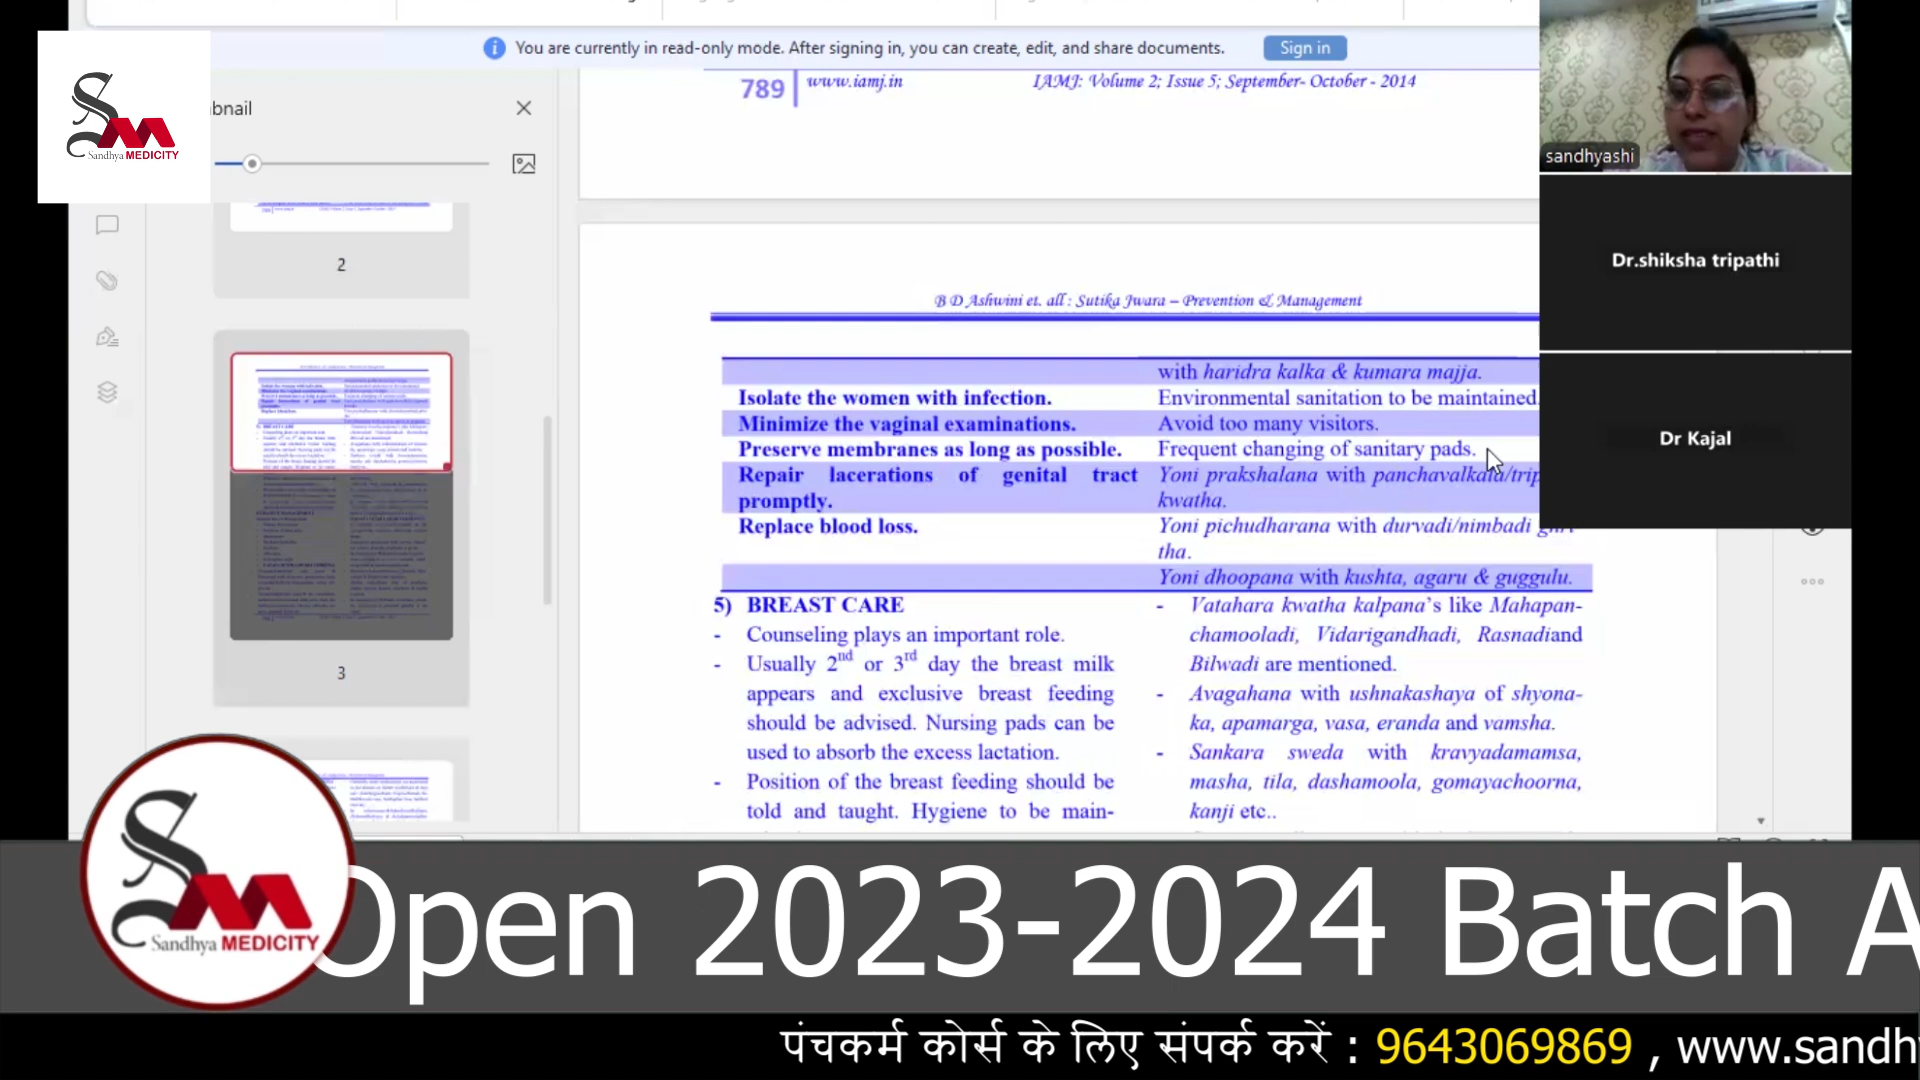 You are currently in read-only mode. After signing in, you can create, edit, and share documents.
Sign in
Sandhya MEDICITY
bnail
789
www.iamj.in
IAMJ: Volume 2; Issue 5; September- October - 2014
sandhyashi
Dr.shiksha tripathi
Dr Kajal
2
3
B D Ashwini et. all : Sutika Jwara – Prevention & Management
with haridra kalka & kumara majja.
Isolate the women with infection.
Environmental sanitation to be maintained.
Minimize the vaginal examinations.
Avoid too many visitors.
Preserve membranes as long as possible.
Frequent changing of sanitary pads.
Repair lacerations of genital tract
promptly.
Yoni prakshalana with panchavalkala/trip
kwatha.
Replace blood loss.
Yoni pichudharana with durvadi/nimbadi ghri-
tha.
Yoni dhoopana with kushta, agaru & guggulu.
5) BREAST CARE
- Counseling plays an important role.
- Usually 2nd or 3rd day the breast milk
appears and exclusive breast feeding
should be advised. Nursing pads can be
used to absorb the excess lactation.
- Position of the breast feeding should be
told and taught. Hygiene to be main-
- Vatahara kwatha kalpana's like Mahapan-
chamooladi, Vidarigandhadi, Rasnadiand
Bilwadi are mentioned.
- Avagahana with ushnakashaya of shyona-
ka, apamarga, vasa, eranda and vamsha.
- Sankara sweda with kravyadamamsa,
masha, tila, dashamoola, gomayachoorna,
kanji etc..
Sandhya MEDICITY
Open 2023-2024 Batch A
पंचकर्म कोर्स के लिए संपर्क करें : 9643069869 , www.sandh